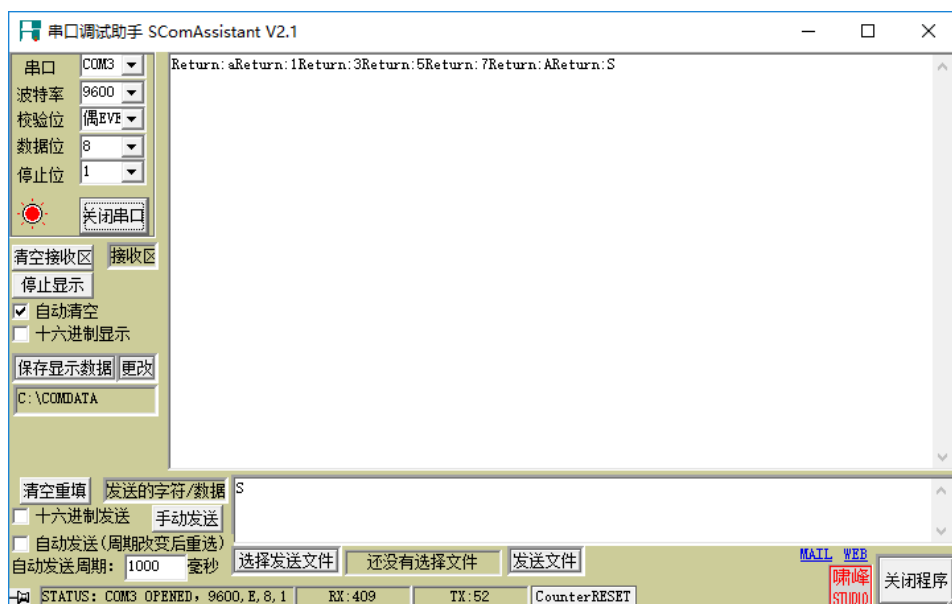 串口调试助手 SComAssistant V2.1
串口 COM3
波特率 9600
校验位 偶EVE
数据位 8
停止位 1
关闭串口
清空接收区 接收区
停止显示
自动清空
十六进制显示
保存显示数据 更改
C:\COMDATA
Return:aReturn:1Return:3Return:5Return:7Return:AReturn:S
清空重填 发送的字符/数据 S
十六进制发送 手动发送
自动发送(周期改变后重选)
自动发送周期: 1000 毫秒 选择发送文件 还没有选择文件 发送文件
MAIL WEB
啸峰
STUDIO
关闭程序
STATUS: COM3 OPENED, 9600,E,8,1 RX:409 TX:52 CounterRESET